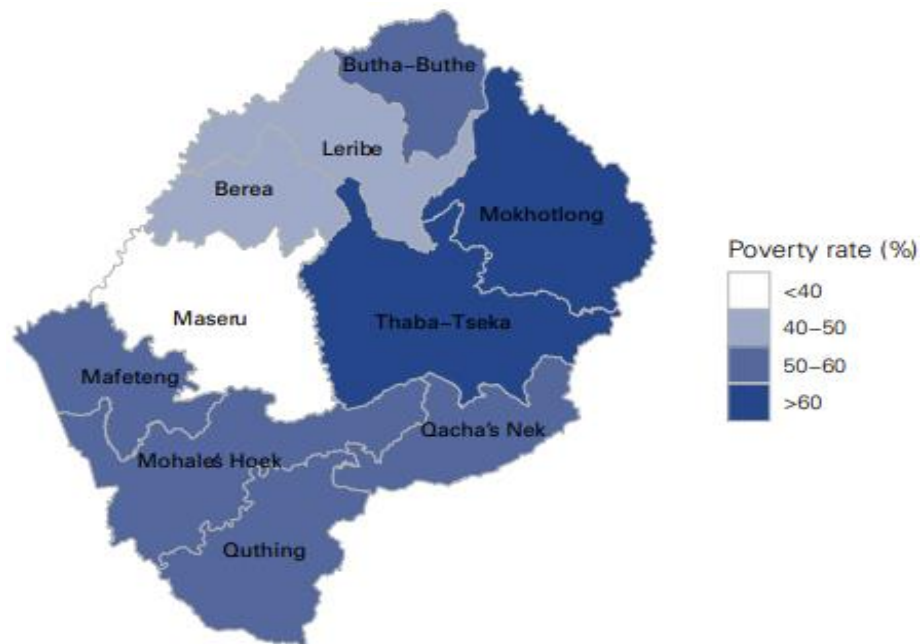 Butha–Buthe
Leribe
Berea
Mokhotlong
Maseru
Thaba–Tseka
Mafeteng
Qacha's Nek
Mohale's Hoek
Quthing
Poverty rate (%)
<40
40–50
50–60
>60